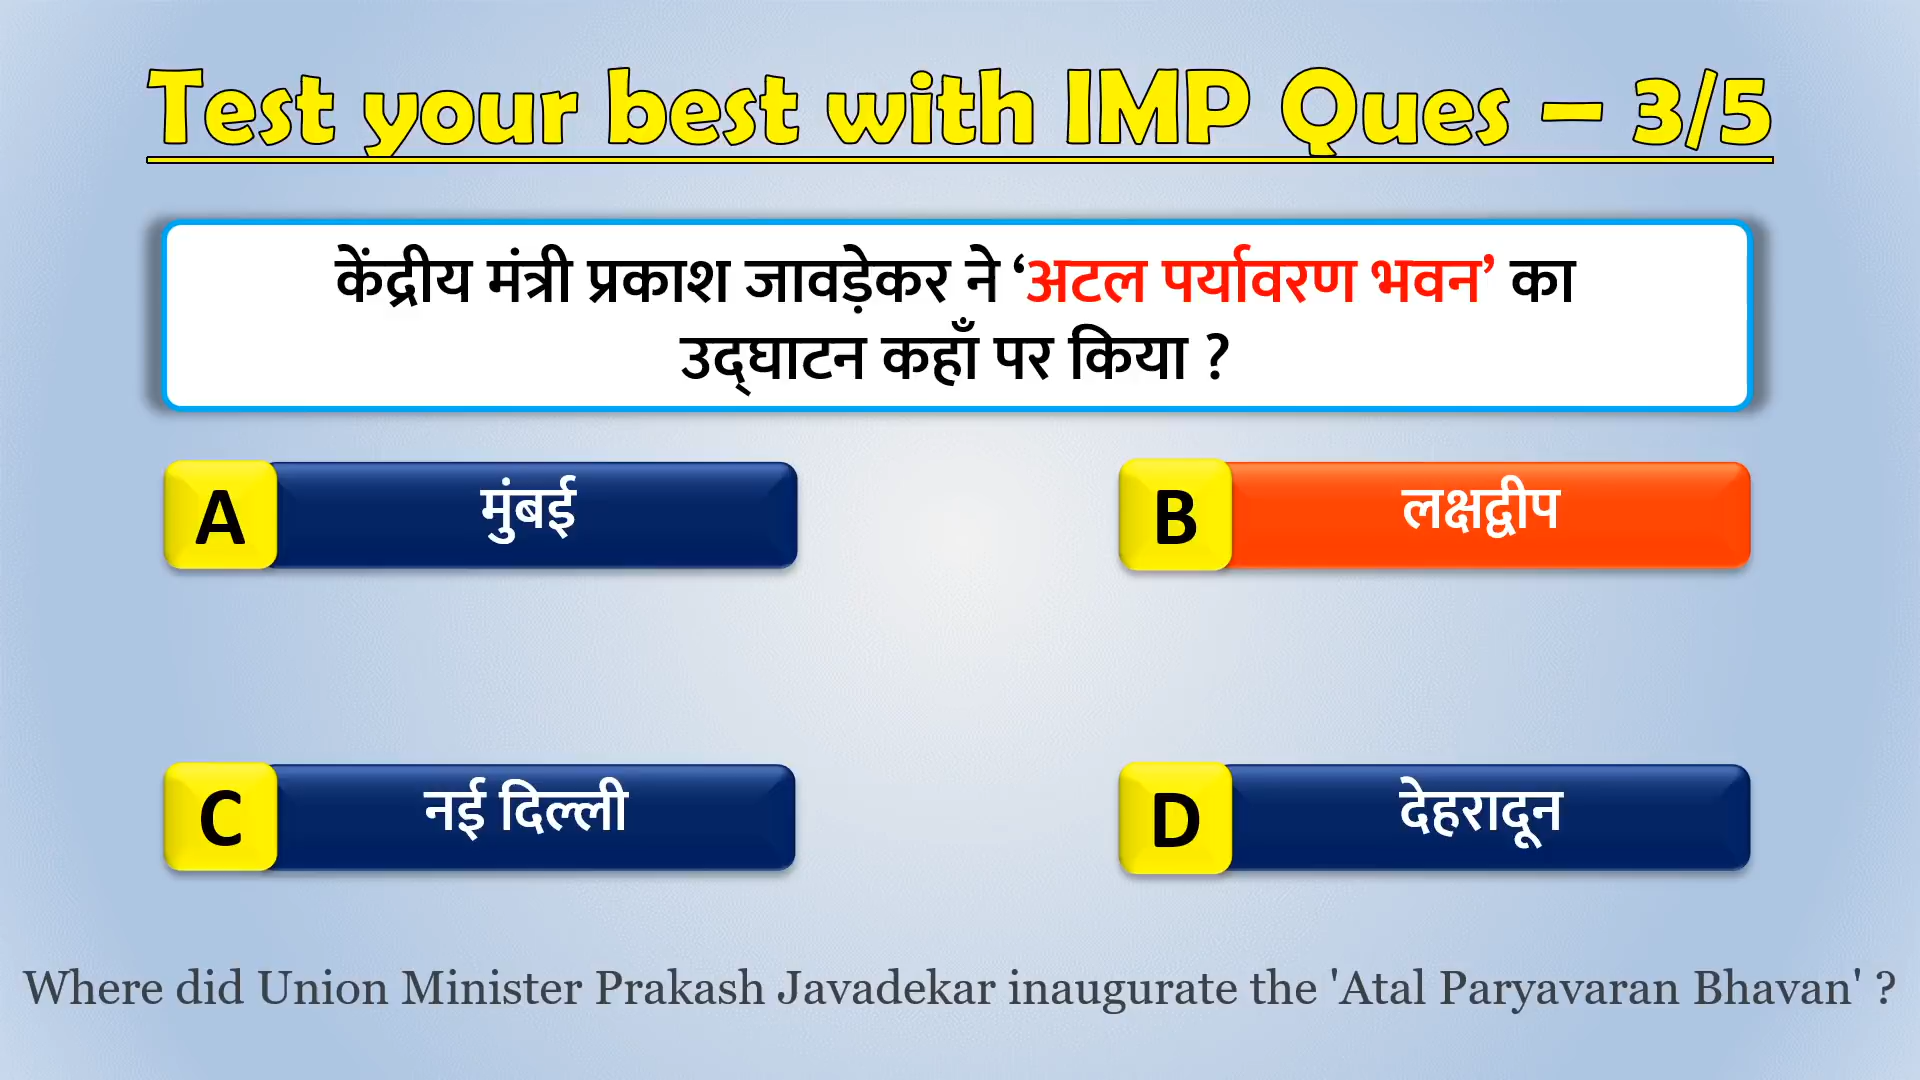 Test your best with IMP Ques – 3/5
केंद्रीय मंत्री प्रकाश जावड़ेकर ने ‘अटल पर्यावरण भवन’ का
उद्घाटन कहाँ पर किया ?
A मुंबई
B लक्षद्वीप
C नई दिल्ली
D देहरादून
Where did Union Minister Prakash Javadekar inaugurate the 'Atal Paryavaran Bhavan' ?